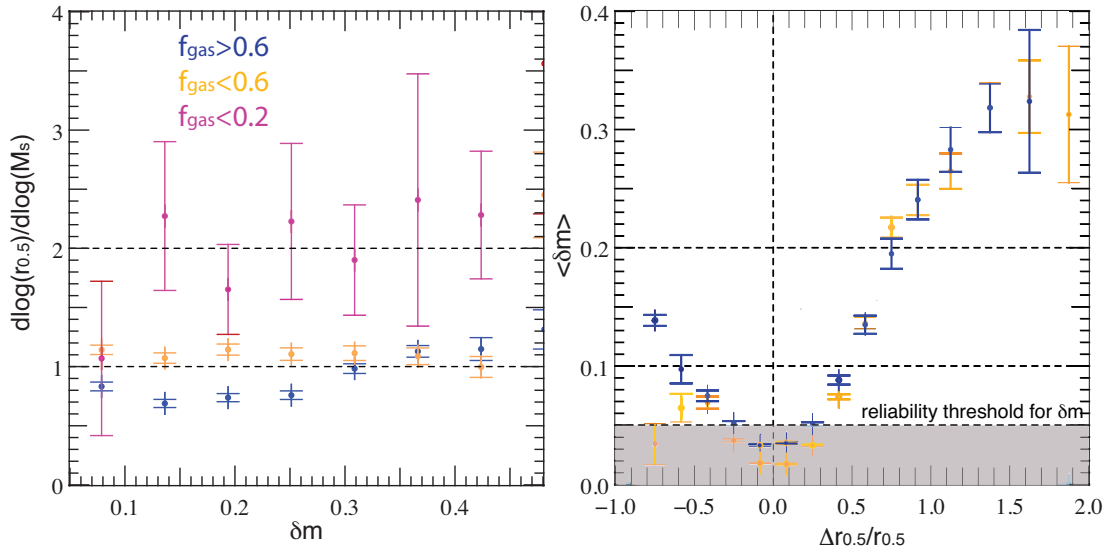 fgas>0.6
fgas<0.6
fgas<0.2
dlog(r0.5)/dlog(Ms)
4
3
2
1
0
0.1 0.2 0.3 0.4
δm
<δm>
0.4
0.3
0.2
0.1
0.0
reliability threshold for δm
-1.0 -0.5 0.0 0.5 1.0 1.5 2.0
Δr0.5/r0.5